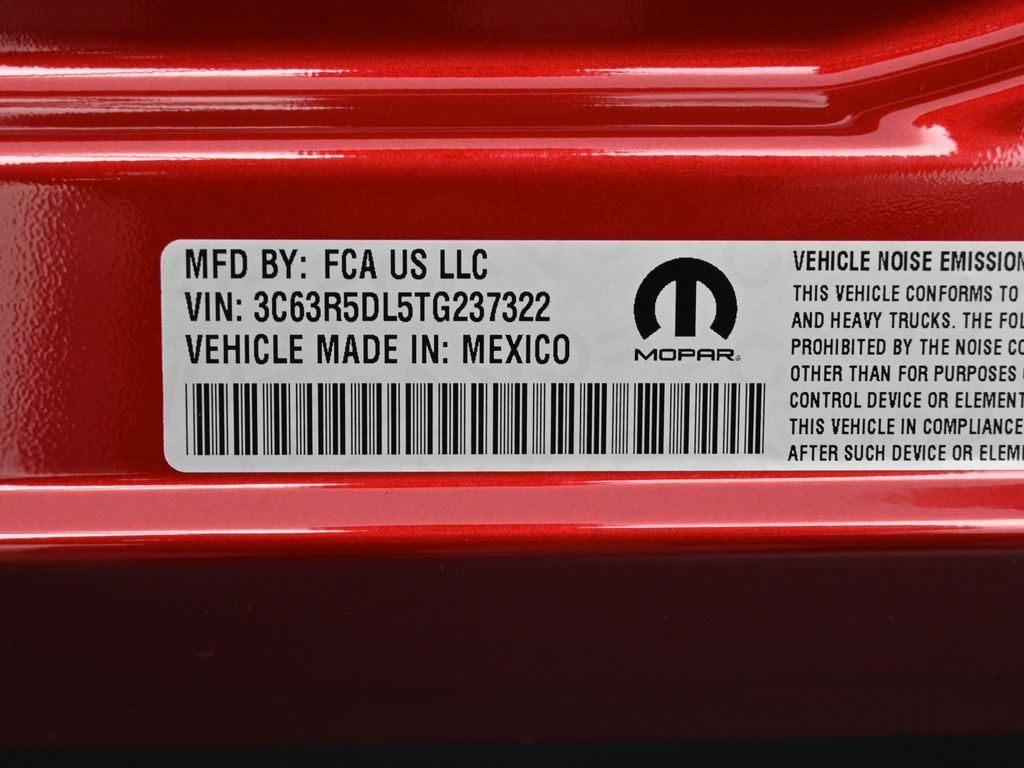 MFD BY: FCA US LLC
VIN: 3C63R5DL5TG237322
VEHICLE MADE IN: MEXICO
MOPAR
VEHICLE NOISE EMISSION
THIS VEHICLE CONFORMS TO
AND HEAVY TRUCKS. THE FOL
PROHIBITED BY THE NOISE CO
OTHER THAN FOR PURPOSES
CONTROL DEVICE OR ELEMENT
THIS VEHICLE IN COMPLIANCE
AFTER SUCH DEVICE OR ELEME